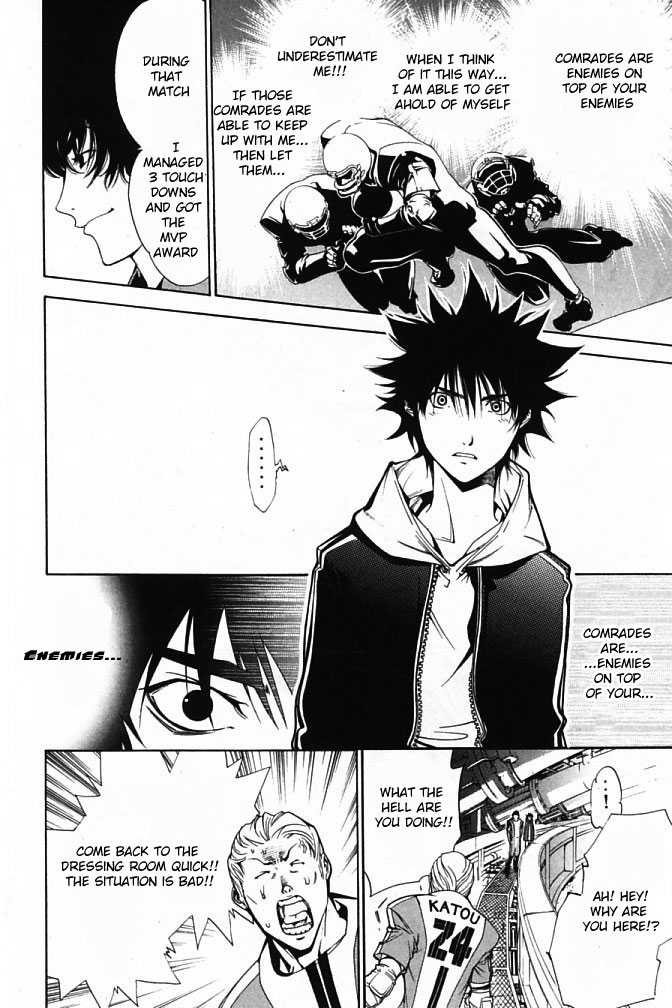 COMRADES ARE
ENEMIES ON
TOP OF YOUR
ENEMIES
WHEN I THINK
OF IT THIS WAY...
I AM ABLE TO GET
AHOLD OF MYSELF
DON'T
UNDERESTIMATE
ME!!!
IF THOSE
COMRADES ARE
ABLE TO KEEP
UP WITH ME...
THEN LET
THEM...
DURING
THAT
MATCH
I
MANAGED
3 TOUCH
DOWNS
AND GOT
THE
MVP
AWARD
....
COMRADES
ARE...
...ENEMIES
ON TOP
OF YOUR...
ENEMIES...
...!
AH! HEY!
WHY ARE
YOU HERE!?
WHAT THE
HELL ARE
YOU DOING!!
KATOU
24
COME BACK TO THE
DRESSING ROOM QUICK!!
THE SITUATION IS BAD!!